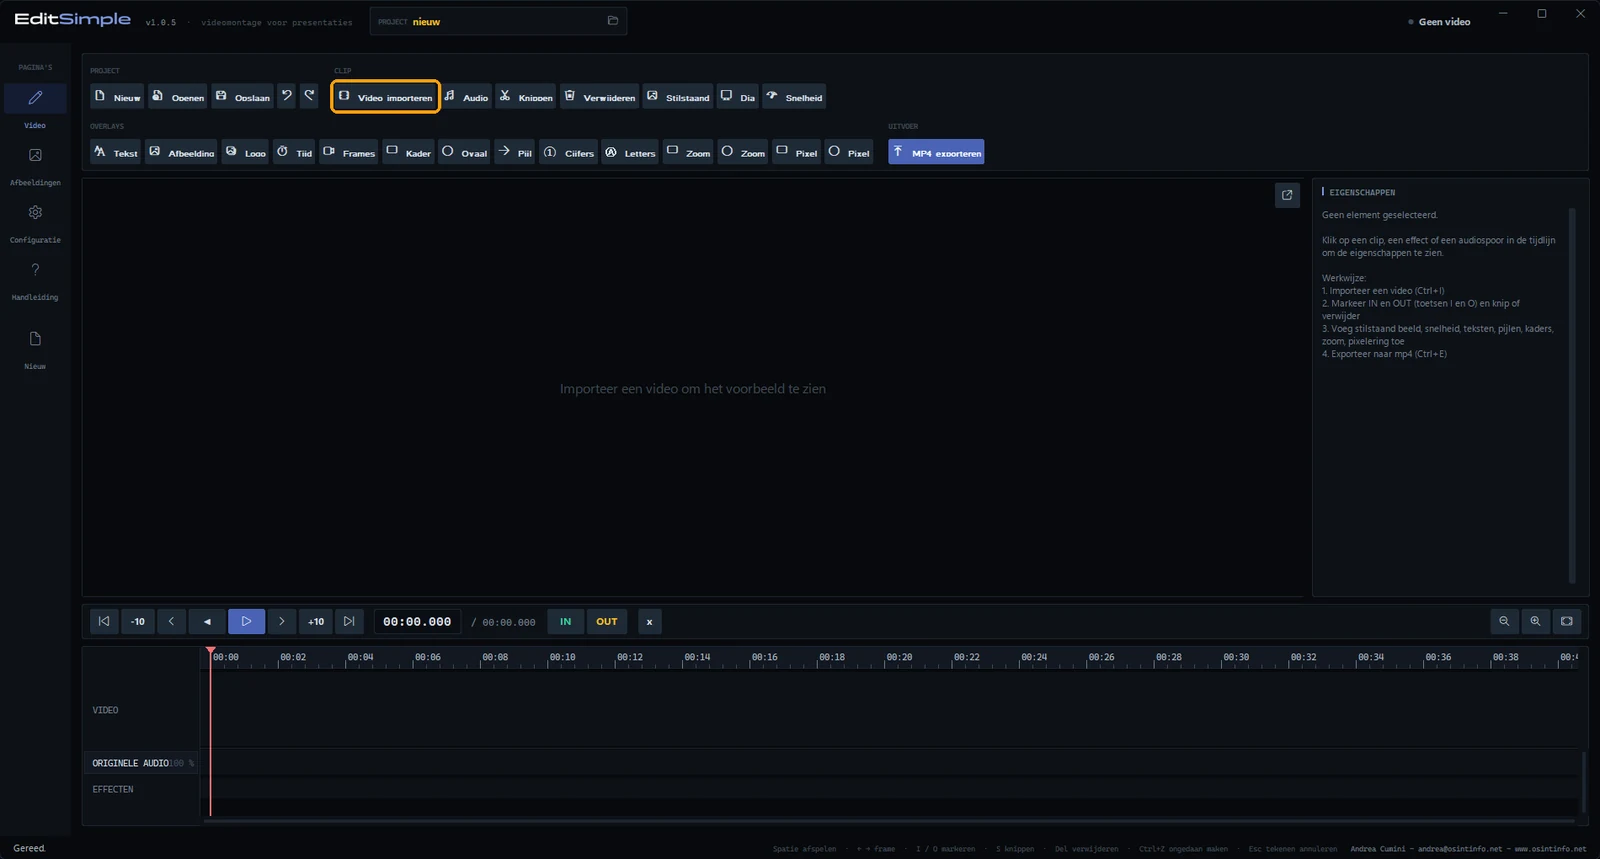 EditSimple v1.0.5 · videomontage voor presentaties PROJECT nieuw Geen video
PAGINA'S
Video
Afbeeldingen
Configuratie
Handleiding
Nieuw
PROJECT CLIP
Nieuw Openen Opslaan Video importeren Audio Knippen Verwijderen Stilstaand Dia Snelheid
OVERLAYS UITVOER
Tekst Afbeelding Logo Tijd Frames Kader Ovaal Pijl Cijfers Letters Zoom Zoom Pixel Pixel MP4 exporteren
Importeer een video om het voorbeeld te zien
EIGENSCHAPPEN
Geen element geselecteerd.
Klik op een clip, een effect of een audiospoor in de tijdlijn
om de eigenschappen te zien.
Werkwijze:
1. Importeer een video (Ctrl+I)
2. Markeer IN en OUT (toetsen I en O) en knip of
verwijder
3. Voeg stilstaand beeld, snelheid, teksten, pijlen, kaders,
zoom, pixelering toe
4. Exporteer naar mp4 (Ctrl+E)
-10 +10 00:00.000 / 00:00.000 IN OUT x
00:00 00:02 00:04 00:06 00:08 00:10 00:12 00:14 00:16 00:18 00:20 00:22 00:24 00:26 00:28 00:30 00:32 00:34 00:36 00:38
VIDEO
ORIGINELE AUDIO 100 %
EFFECTEN
Gereed. Spatie afspelen · ← → frame · I / O markeren · S knippen · Del verwijderen · Ctrl+Z ongedaan maken · Esc tekenen annuleren Andrea Cumini – andrea@osintinfo.net – www.osintinfo.net